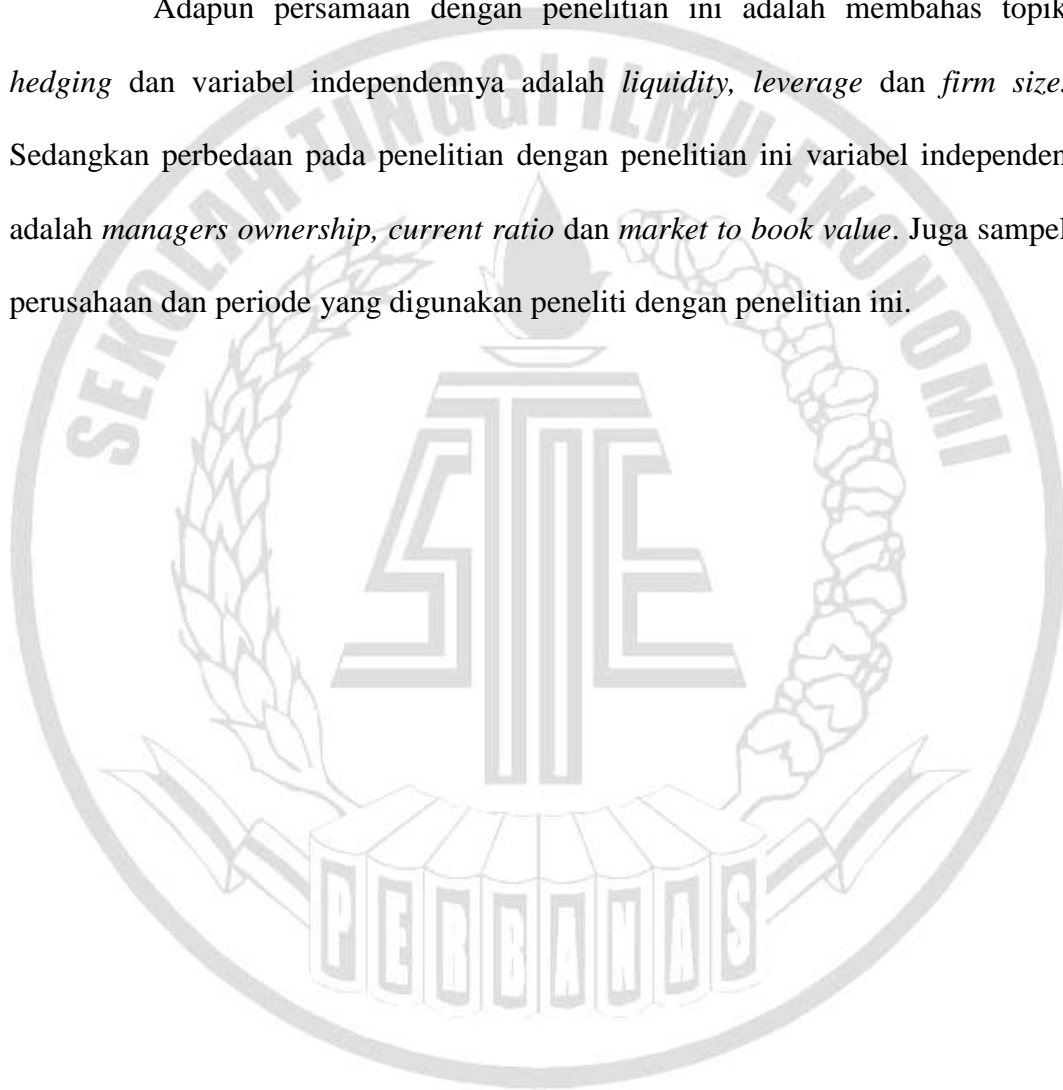 Adapun persamaan dengan penelitian ini adalah membahas topik
hedging dan variabel independennya adalah liquidity, leverage dan firm size.
Sedangkan perbedaan pada penelitian dengan penelitian ini variabel independen
adalah managers ownership, current ratio dan market to book value. Juga sampel
perusahaan dan periode yang digunakan peneliti dengan penelitian ini.
SEKOLAH TINGGI ILMU EKONOMI
STIE
PERBANAS